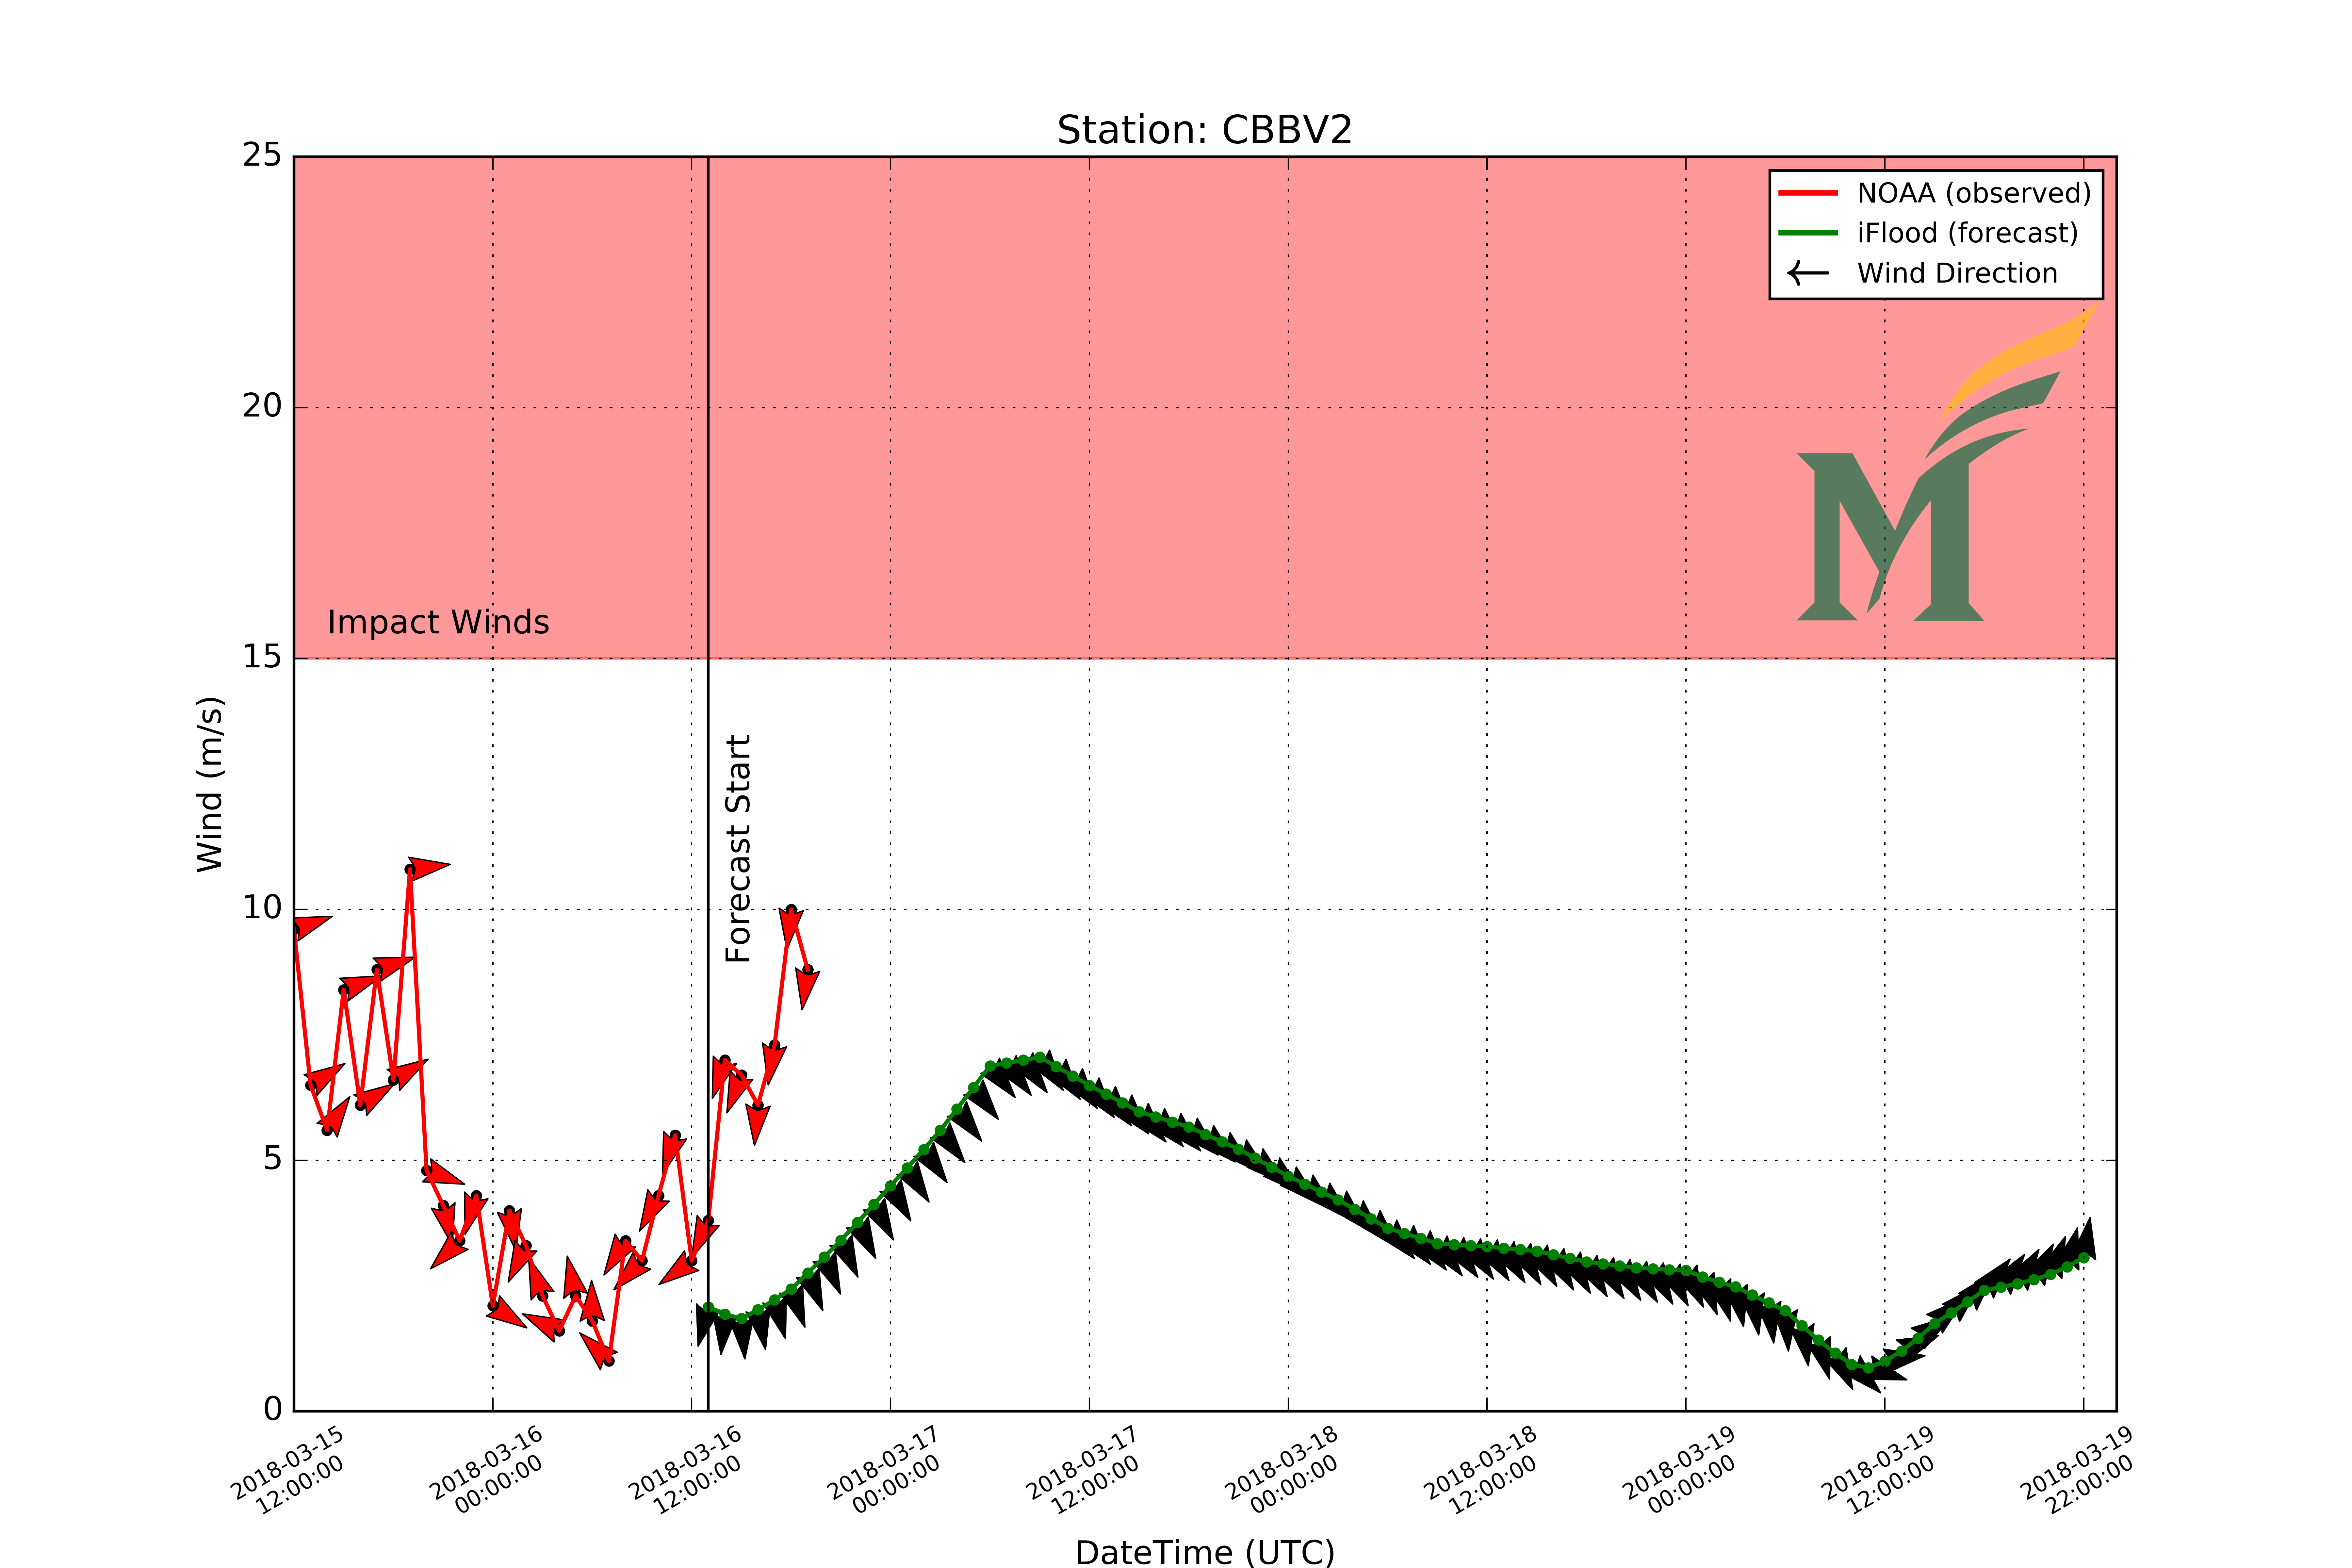 Station: CBBV2
25
20
15
10
5
0
Wind (m/s)
NOAA (observed)
iFlood (forecast)
Wind Direction
Impact Winds
Forecast Start
M
2018-03-15
12:00:00
2018-03-16
00:00:00
2018-03-16
12:00:00
2018-03-17
00:00:00
2018-03-17
12:00:00
2018-03-18
00:00:00
2018-03-18
12:00:00
2018-03-19
00:00:00
2018-03-19
12:00:00
2018-03-19
22:00:00
DateTime (UTC)